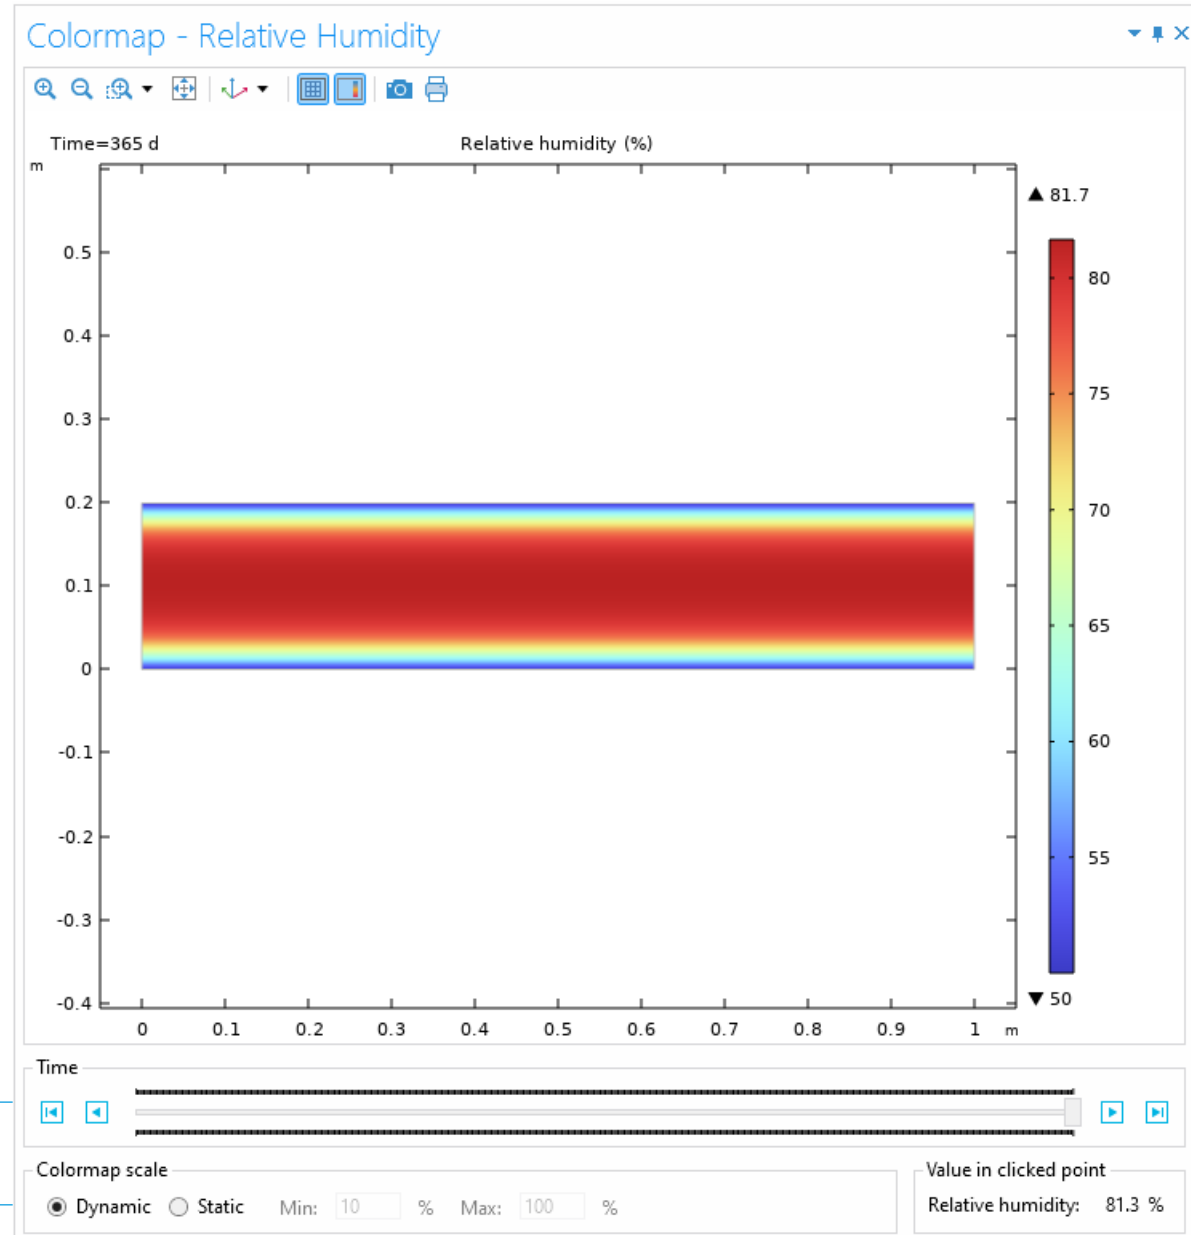 Colormap - Relative Humidity
Time=365 d
Relative humidity (%)
m
81.7
0.5
0.4
0.3
0.2
0.1
0
-0.1
-0.2
-0.3
-0.4
80
75
70
65
60
55
50
0 0.1 0.2 0.3 0.4 0.5 0.6 0.7 0.8 0.9 1 m
Time
Colormap scale
Dynamic Static Min: 10 % Max: 100 %
Value in clicked point
Relative humidity: 81.3 %